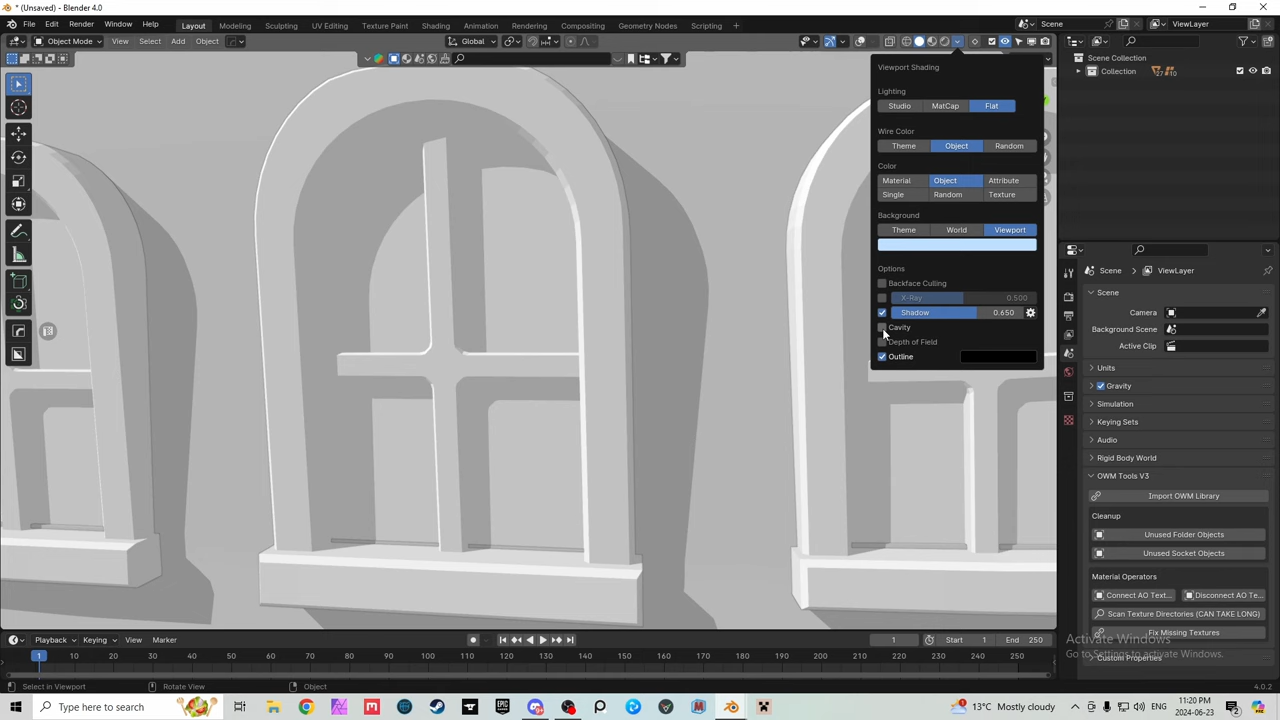 * (Unsaved) - Blender 4.0
File Edit Render Window Help Layout Modeling Sculpting UV Editing Texture Paint Shading Animation Rendering Compositing Geometry Nodes Scripting + Scene ViewLayer
Object Mode View Select Add Object Global
Scene Collection
Collection 27 10
Viewport Shading
Lighting
Studio MatCap Flat
Wire Color
Theme Object Random
Color
Material Object Attribute
Single Random Texture
Background
Theme World Viewport
Options
Backface Culling
X-Ray 0.500
Shadow 0.650
Cavity
Depth of Field
Outline
Scene ViewLayer
Scene
Camera
Background Scene
Active Clip
Units
Gravity
Simulation
Keying Sets
Audio
Rigid Body World
OWM Tools V3
Import OWM Library
Cleanup
Unused Folder Objects
Unused Socket Objects
Material Operators
Connect AO Text... Disconnect AO Te...
Scan Texture Directories (CAN TAKE LONG)
Fix Missing Textures
Custom Properties
Activate Windows
Go to Settings to activate Windows.
Playback Keying View Marker 1 Start 1 End 250
1 10 20 30 40 50 60 70 80 90 100 110 120 130 140 150 160 170 180 190 200 210 220 230 240 250
Select in Viewport Rotate View Object 4.0.2
Type here to search 13°C Mostly cloudy 11:20 PM 2024-06-23